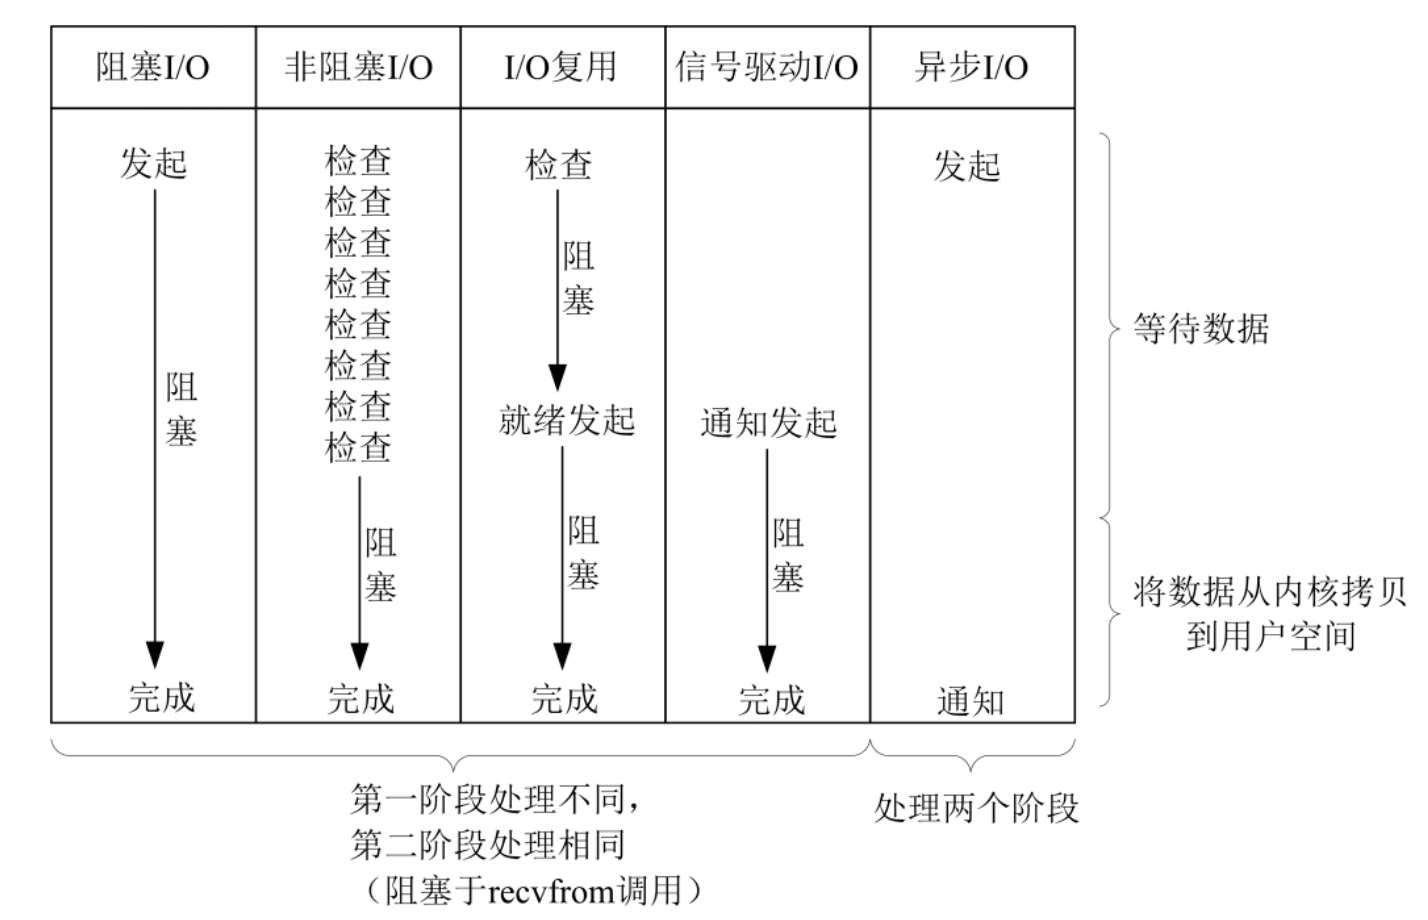 阻塞I/O
非阻塞I/O
I/O复用
信号驱动I/O
异步I/O
发起
阻
塞
完成
检查
检查
检查
检查
检查
检查
检查
检查
阻
塞
完成
检查
阻
塞
就绪发起
阻
塞
完成
通知发起
阻
塞
完成
发起
通知
等待数据
将数据从内核拷贝
到用户空间
第一阶段处理不同，
第二阶段处理相同
（阻塞于recvfrom调用）
处理两个阶段